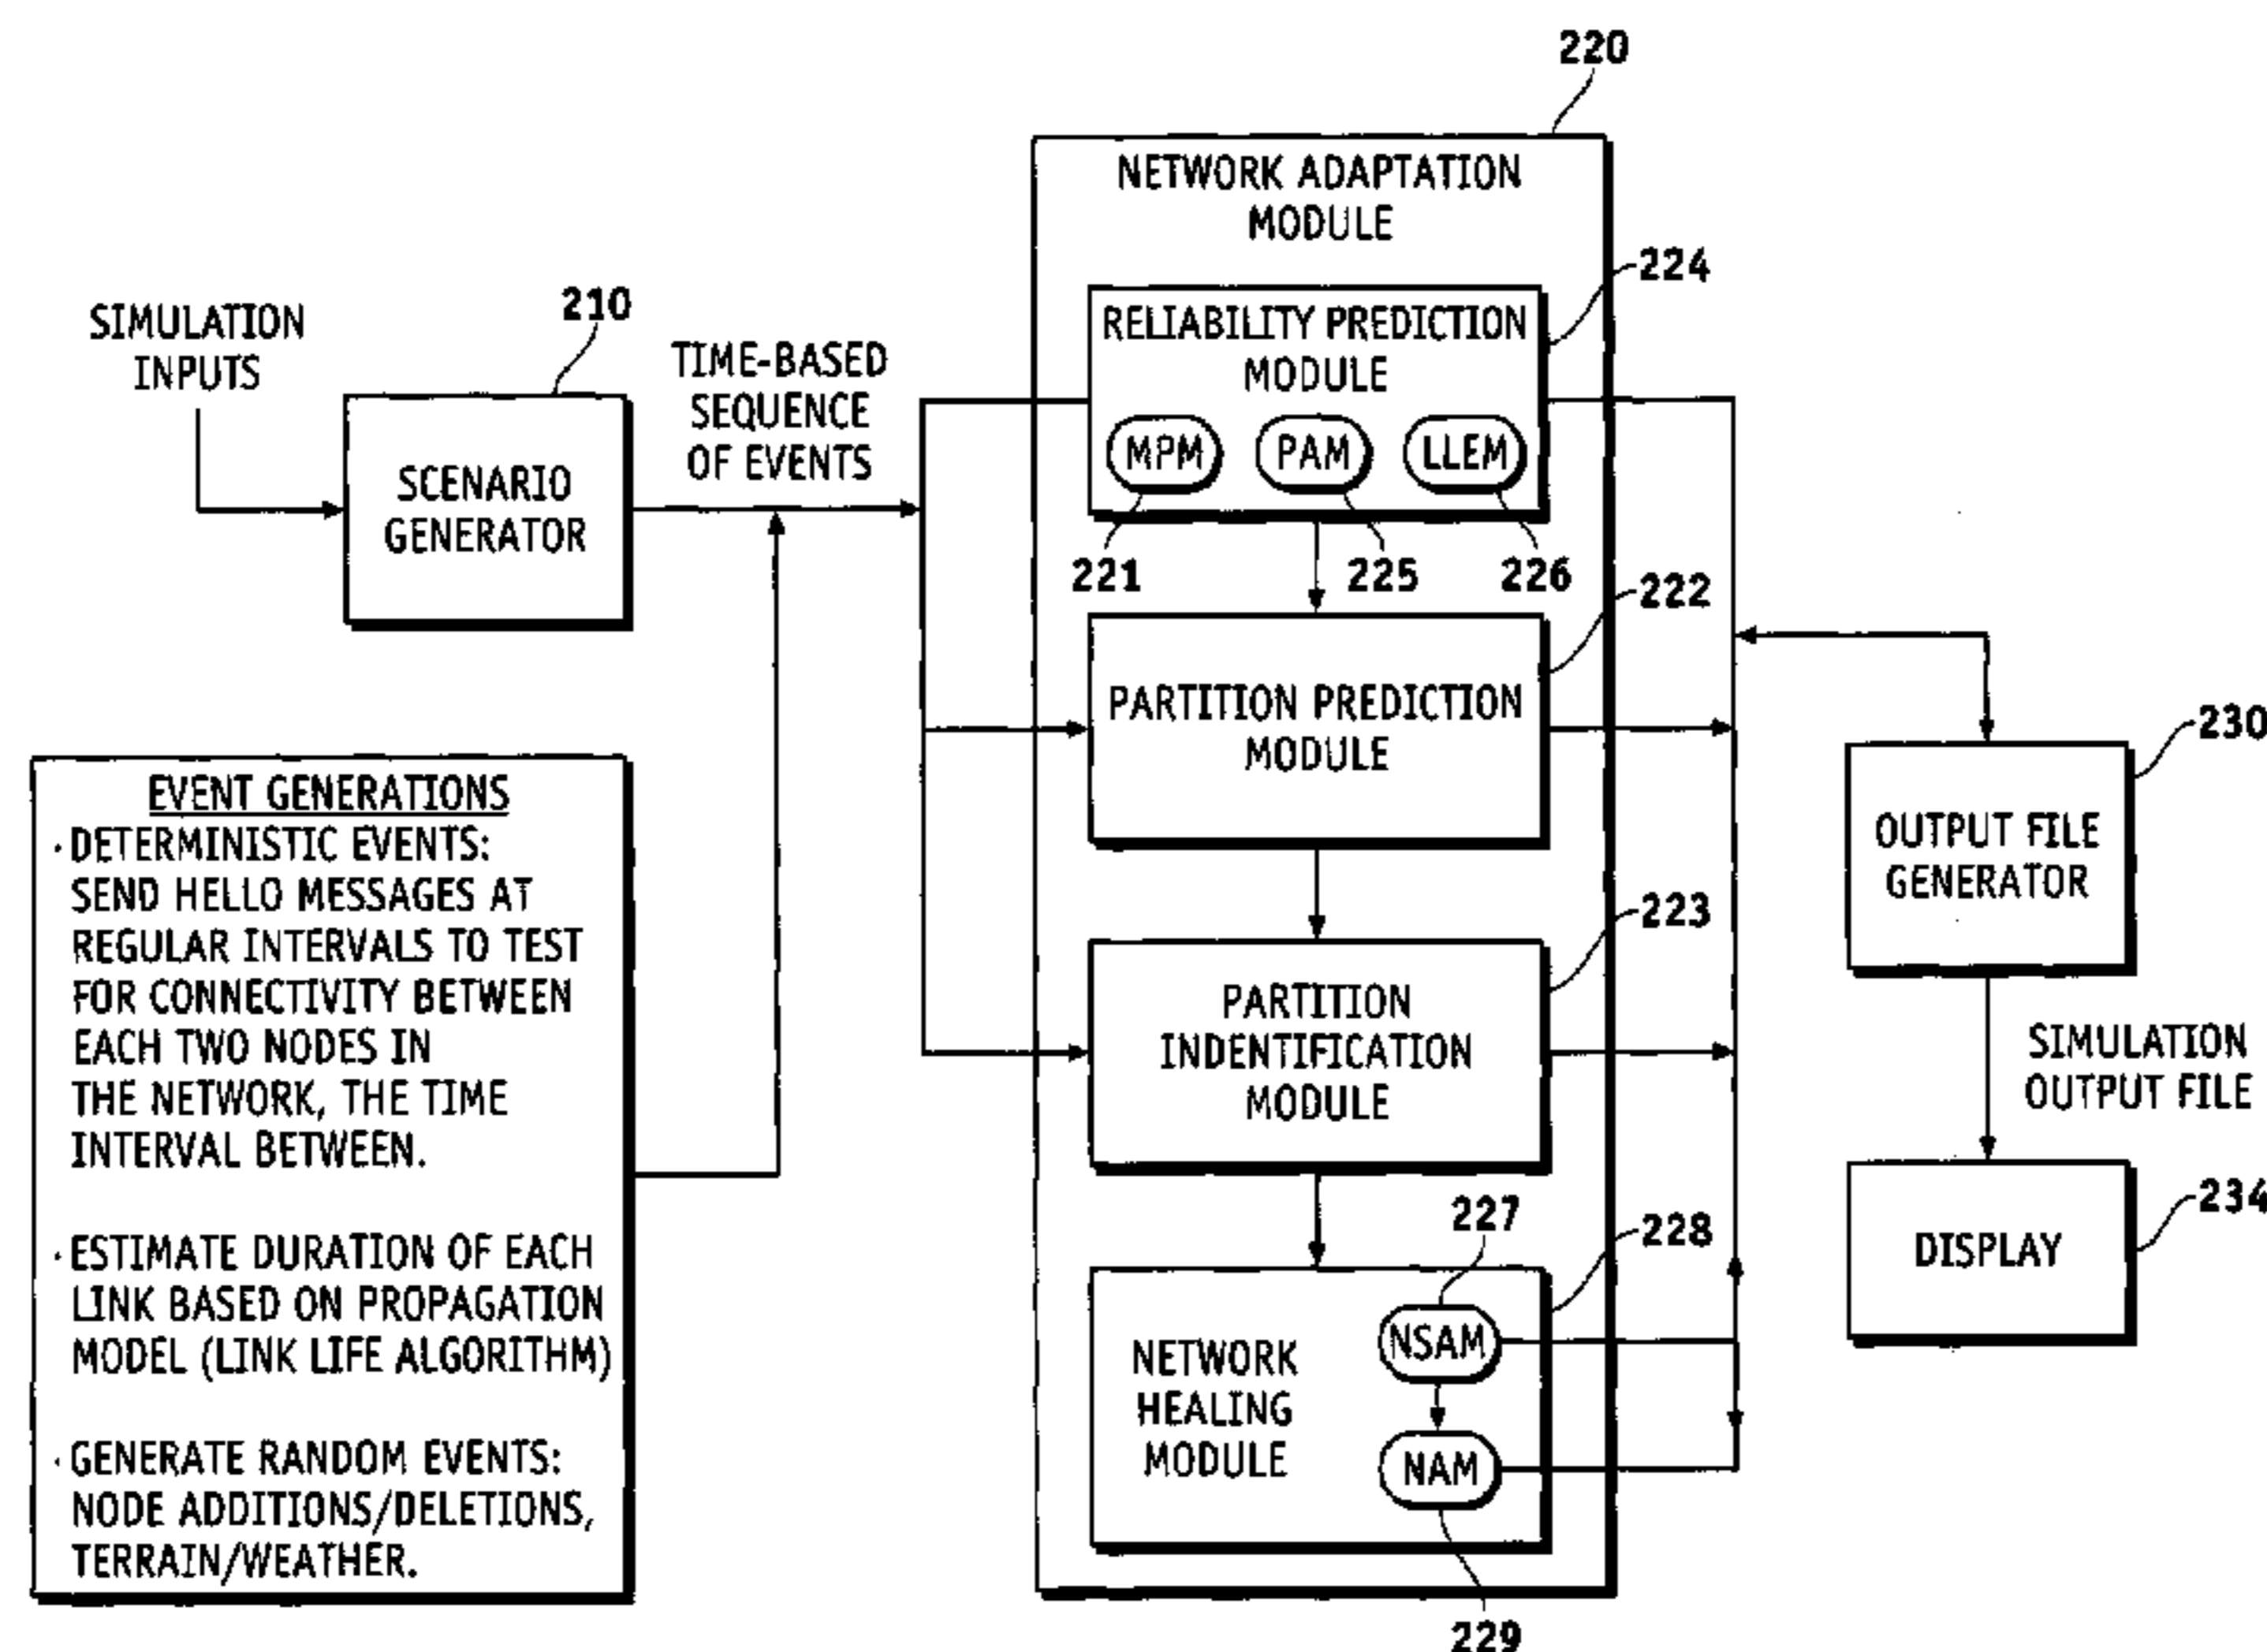 220
NETWORK ADAPTATION
MODULE
224
RELIABILITY PREDICTION
MODULE
MPM
PAM
LLEM
221
225
226
SIMULATION
INPUTS
210
SCENARIO
GENERATOR
TIME-BASED
SEQUENCE
OF EVENTS
222
PARTITION PREDICTION
MODULE
230
OUTPUT FILE
GENERATOR
EVENT GENERATIONS
· DETERMINISTIC EVENTS:
SEND HELLO MESSAGES AT
REGULAR INTERVALS TO TEST
FOR CONNECTIVITY BETWEEN
EACH TWO NODES IN
THE NETWORK, THE TIME
INTERVAL BETWEEN.
· ESTIMATE DURATION OF EACH
LINK BASED ON PROPAGATION
MODEL (LINK LIFE ALGORITHM)
· GENERATE RANDOM EVENTS:
NODE ADDITIONS/DELETIONS,
TERRAIN/WEATHER.
223
PARTITION
INDENTIFICATION
MODULE
SIMULATION
OUTPUT FILE
234
DISPLAY
227
228
NSAM
NETWORK
HEALING
MODULE
NAM
229